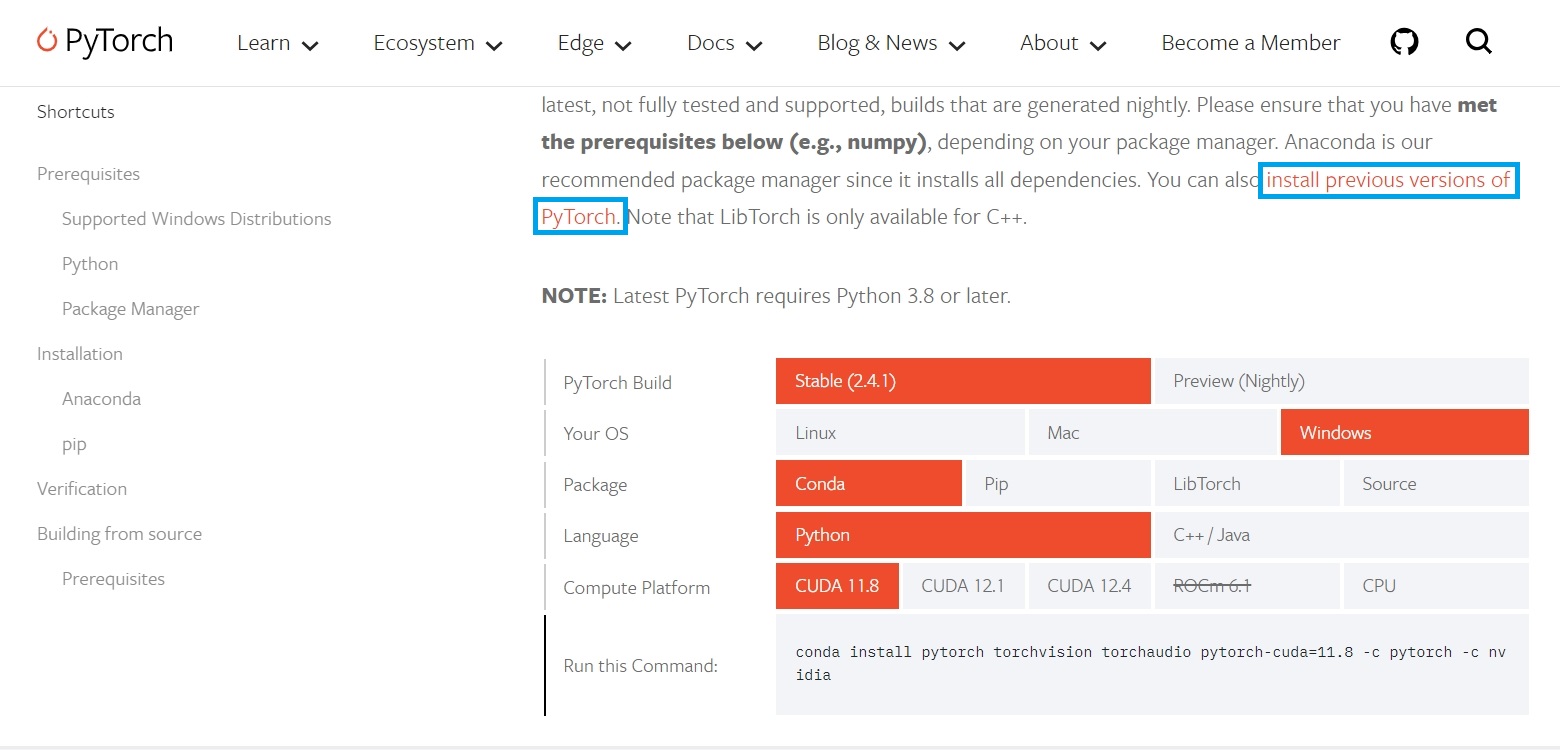 PyTorch Learn Ecosystem Edge Docs Blog & News About Become a Member
Shortcuts
Prerequisites
Supported Windows Distributions
Python
Package Manager
Installation
Anaconda
pip
Verification
Building from source
Prerequisites
latest, not fully tested and supported, builds that are generated nightly. Please ensure that you have met
the prerequisites below (e.g., numpy), depending on your package manager. Anaconda is our
recommended package manager since it installs all dependencies. You can also install previous versions of
PyTorch. Note that LibTorch is only available for C++.
NOTE: Latest PyTorch requires Python 3.8 or later.
PyTorch Build Stable (2.4.1) Preview (Nightly)
Your OS Linux Mac Windows
Package Conda Pip LibTorch Source
Language Python C++ / Java
Compute Platform CUDA 11.8 CUDA 12.1 CUDA 12.4 ROCm 6.1 CPU
Run this Command: conda install pytorch torchvision torchaudio pytorch-cuda=11.8 -c pytorch -c nv
idia